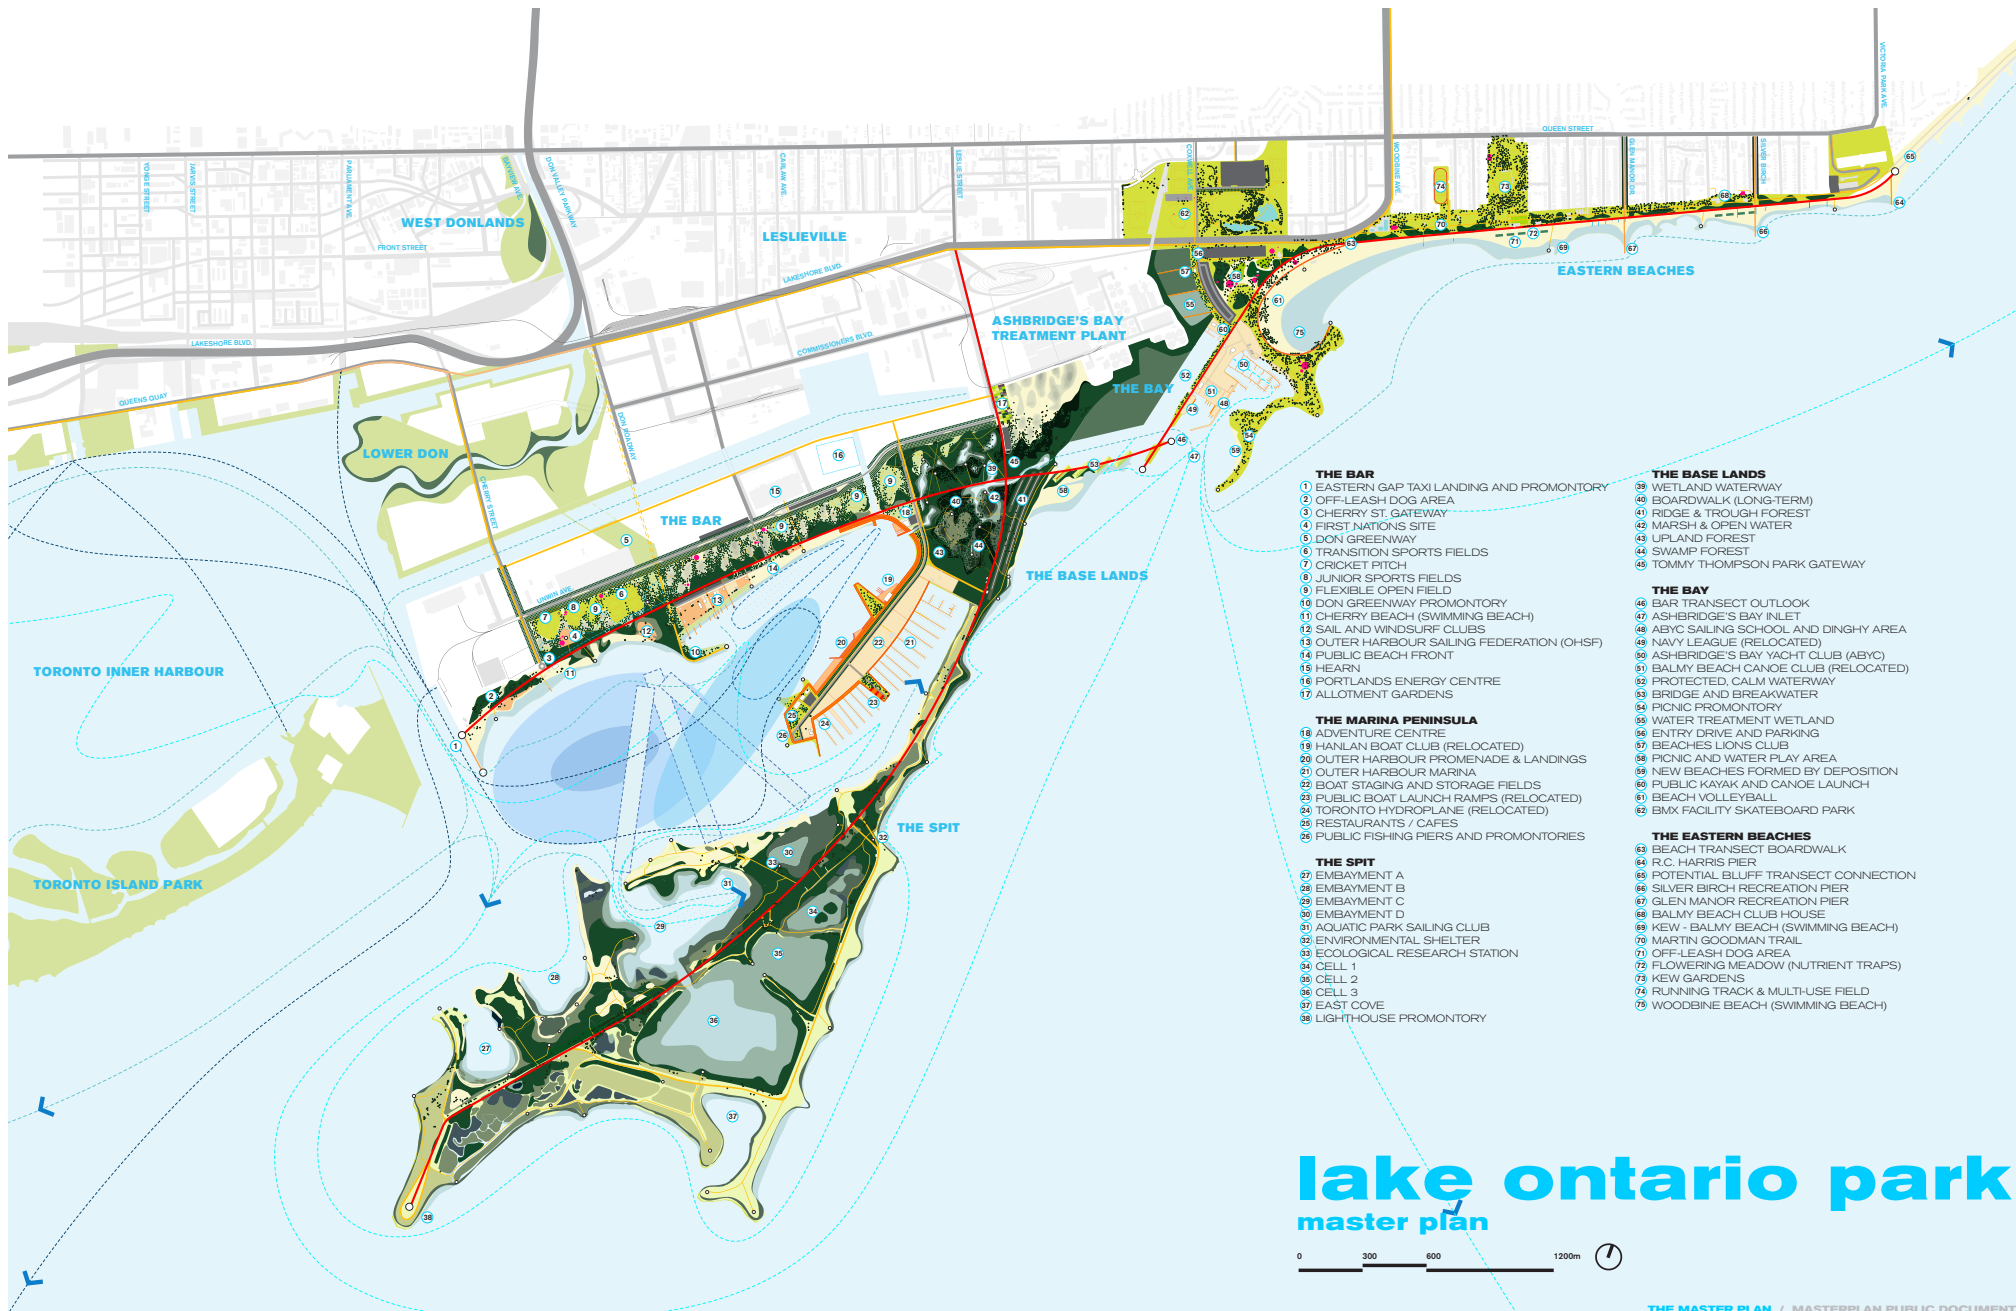 VICTORIA PARK AVE.
QUEEN STREET
YONGE STREET
JARVIS STREET
PARLIAMENT AVE.
BAYVIEW AVE.
DON VALLEY PARKWAY
CARLAW AVE.
LESLIE STREET
COXWELL AVE.
WOODBINE AVE.
GLEN MANOR DR.
SILVER BIRCH
WEST DONLANDS
FRONT STREET
LESLIEVILLE
LAKESHORE BLVD.
EASTERN BEACHES
ASHBRIDGE'S BAY
TREATMENT PLANT
COMMISSIONERS BLVD.
LAKESHORE BLVD.
THE BAY
QUEENS QUAY
DON ROADWAY
LOWER DON
CHERRY STREET
THE BAR
UNWIN AVE.
THE BASE LANDS
TORONTO INNER HARBOUR
THE SPIT
TORONTO ISLAND PARK
THE BAR
1 EASTERN GAP TAXI LANDING AND PROMONTORY
2 OFF-LEASH DOG AREA
3 CHERRY ST. GATEWAY
4 FIRST NATIONS SITE
5 DON GREENWAY
6 TRANSITION SPORTS FIELDS
7 CRICKET PITCH
8 JUNIOR SPORTS FIELDS
9 FLEXIBLE OPEN FIELD
10 DON GREENWAY PROMONTORY
11 CHERRY BEACH (SWIMMING BEACH)
12 SAIL AND WINDSURF CLUBS
13 OUTER HARBOUR SAILING FEDERATION (OHSF)
14 PUBLIC BEACH FRONT
15 HEARN
16 PORTLANDS ENERGY CENTRE
17 ALLOTMENT GARDENS
THE MARINA PENINSULA
18 ADVENTURE CENTRE
19 HANLAN BOAT CLUB (RELOCATED)
20 OUTER HARBOUR PROMENADE & LANDINGS
21 OUTER HARBOUR MARINA
22 BOAT STAGING AND STORAGE FIELDS
23 PUBLIC BOAT LAUNCH RAMPS (RELOCATED)
24 TORONTO HYDROPLANE (RELOCATED)
25 RESTAURANTS / CAFES
26 PUBLIC FISHING PIERS AND PROMONTORIES
THE SPIT
27 EMBAYMENT A
28 EMBAYMENT B
29 EMBAYMENT C
30 EMBAYMENT D
31 AQUATIC PARK SAILING CLUB
32 ENVIRONMENTAL SHELTER
33 ECOLOGICAL RESEARCH STATION
34 CELL 1
35 CELL 2
36 CELL 3
37 EAST COVE
38 LIGHTHOUSE PROMONTORY
THE BASE LANDS
39 WETLAND WATERWAY
40 BOARDWALK (LONG-TERM)
41 RIDGE & TROUGH FOREST
42 MARSH & OPEN WATER
43 UPLAND FOREST
44 SWAMP FOREST
45 TOMMY THOMPSON PARK GATEWAY
THE BAY
46 BAR TRANSECT OUTLOOK
47 ASHBRIDGE'S BAY INLET
48 ABYC SAILING SCHOOL AND DINGHY AREA
49 NAVY LEAGUE (RELOCATED)
50 ASHBRIDGE'S BAY YACHT CLUB (ABYC)
51 BALMY BEACH CANOE CLUB (RELOCATED)
52 PROTECTED, CALM WATERWAY
53 BRIDGE AND BREAKWATER
54 PICNIC PROMONTORY
55 WATER TREATMENT WETLAND
56 ENTRY DRIVE AND PARKING
57 BEACHES LIONS CLUB
58 PICNIC AND WATER PLAY AREA
59 NEW BEACHES FORMED BY DEPOSITION
60 PUBLIC KAYAK AND CANOE LAUNCH
61 BEACH VOLLEYBALL
62 BMX FACILITY SKATEBOARD PARK
THE EASTERN BEACHES
63 BEACH TRANSECT BOARDWALK
64 R.C. HARRIS PIER
65 POTENTIAL BLUFF TRANSECT CONNECTION
66 SILVER BIRCH RECREATION PIER
67 GLEN MANOR RECREATION PIER
68 BALMY BEACH CLUB HOUSE
69 KEW - BALMY BEACH (SWIMMING BEACH)
70 MARTIN GOODMAN TRAIL
71 OFF-LEASH DOG AREA
72 FLOWERING MEADOW (NUTRIENT TRAPS)
73 KEW GARDENS
74 RUNNING TRACK & MULTI-USE FIELD
75 WOODBINE BEACH (SWIMMING BEACH)
lake ontario park
master plan
0 300 600 1200m
THE MASTER PLAN / MASTERPLAN PUBLIC DOCUMENT